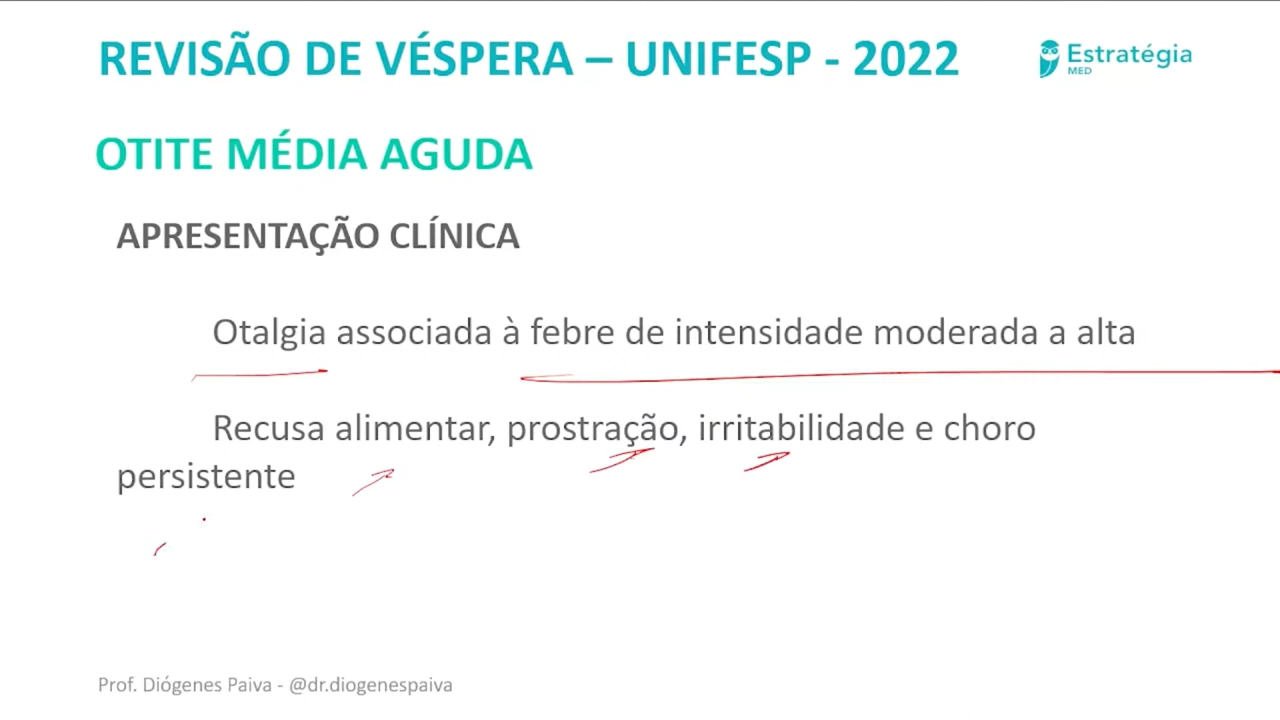 REVISÃO DE VÉSPERA – UNIFESP - 2022
Estratégia
MED
OTITE MÉDIA AGUDA
APRESENTAÇÃO CLÍNICA
Otalgia associada à febre de intensidade moderada a alta
Recusa alimentar, prostração, irritabilidade e choro
persistente
Prof. Diógenes Paiva - @dr.diogenespaiva